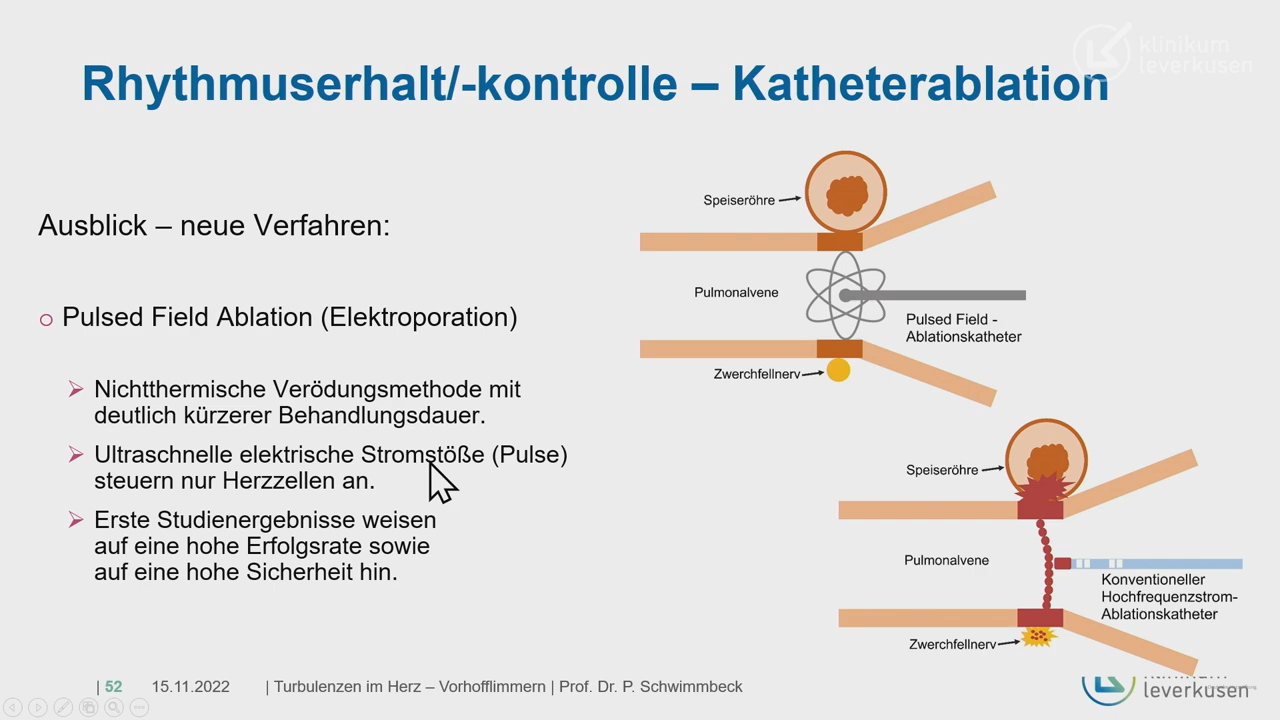 klinikum
leverkusen
Rhythmuserhalt/-kontrolle – Katheterablation
Ausblick – neue Verfahren:
Pulsed Field Ablation (Elektroporation)
Nichtthermische Verödungsmethode mit
deutlich kürzerer Behandlungsdauer.
Ultraschnelle elektrische Stromstöße (Pulse)
steuern nur Herzzellen an.
Erste Studienergebnisse weisen
auf eine hohe Erfolgsrate sowie
auf eine hohe Sicherheit hin.
Speiseröhre
Pulmonalvene
Pulsed Field -
Ablationskatheter
Zwerchfellnerv
Speiseröhre
Pulmonalvene
Konventioneller
Hochfrequenzstrom-
Ablationskatheter
Zwerchfellnerv
| 52 15.11.2022 | Turbulenzen im Herz – Vorhofflimmern | Prof. Dr. P. Schwimmbeck
klinikum
leverkusen